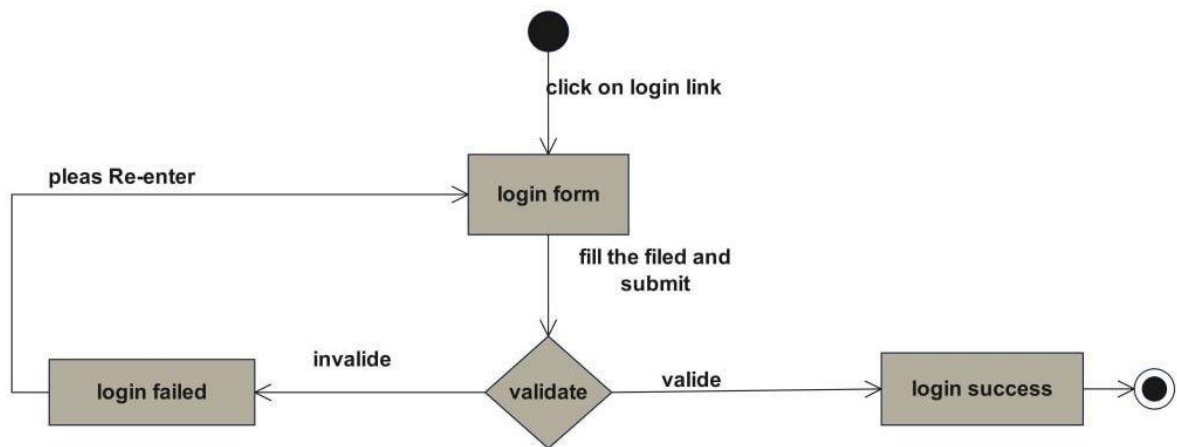 click on login link
pleas Re-enter
login form
fill the filed and
submit
invalide
valide
login failed
validate
login success